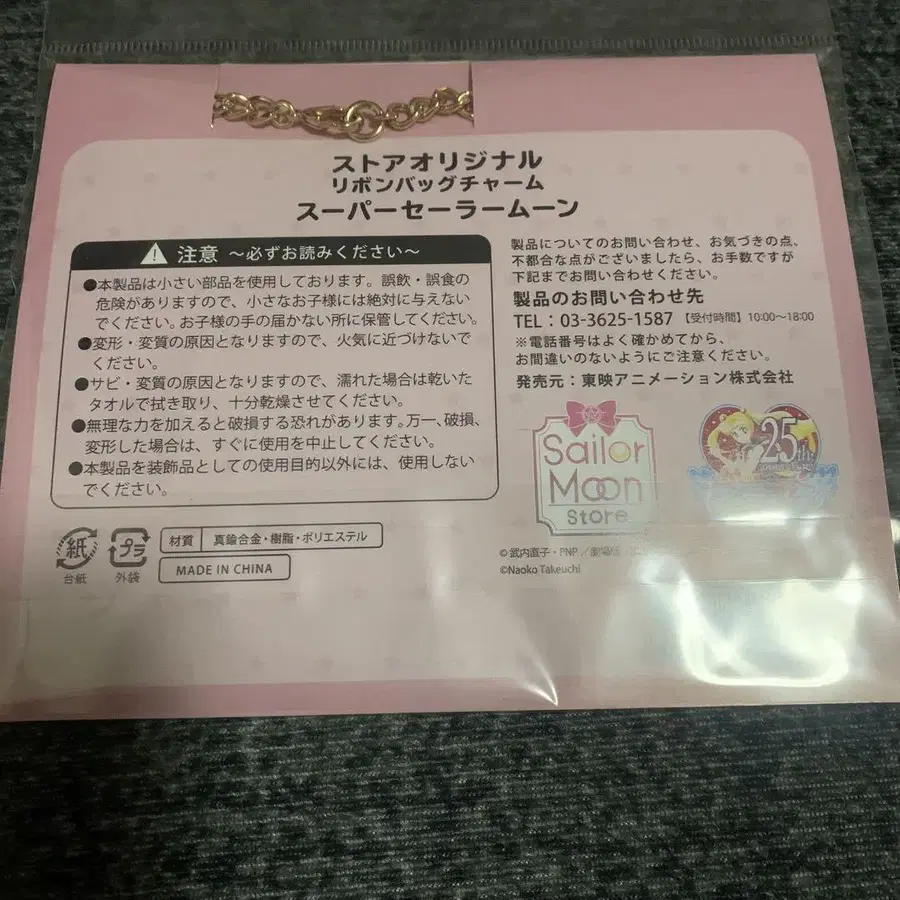 ストアオリジナル
リボンバッグチャーム
スーパーセーラームーン
注意 ～必ずお読みください～
●本製品は小さい部品を使用しております。誤飲・誤食の
危険がありますので、小さなお子様には絶対に与えない
でください。お子様の手の届かない所に保管してください。
●変形・変質の原因となりますので、火気に近づけないで
ください。
●サビ・変質の原因となりますので、濡れた場合は乾いた
タオルで拭き取り、十分乾燥させてください。
●無理な力を加えると破損する恐れがあります。万一、破損、
変形した場合は、すぐに使用を中止してください。
●本製品を装飾品としての使用目的以外には、使用しない
でください。
紙
台紙
プラ
外袋
材質 真鍮合金・樹脂・ポリエステル
MADE IN CHINA
製品についてのお問い合わせ、お気づきの点、
不都合な点がございましたら、お手数ですが
下記までお問い合わせください。
製品のお問い合わせ先
TEL：03-3625-1587 【受付時間】10:00～18:00
※電話番号はよく確かめてから、
お間違いのないようにご注意ください。
発売元：東映アニメーション株式会社
Sailor
Moon
store
25th
©武内直子・PNP／劇場版
©Naoko Takeuchi